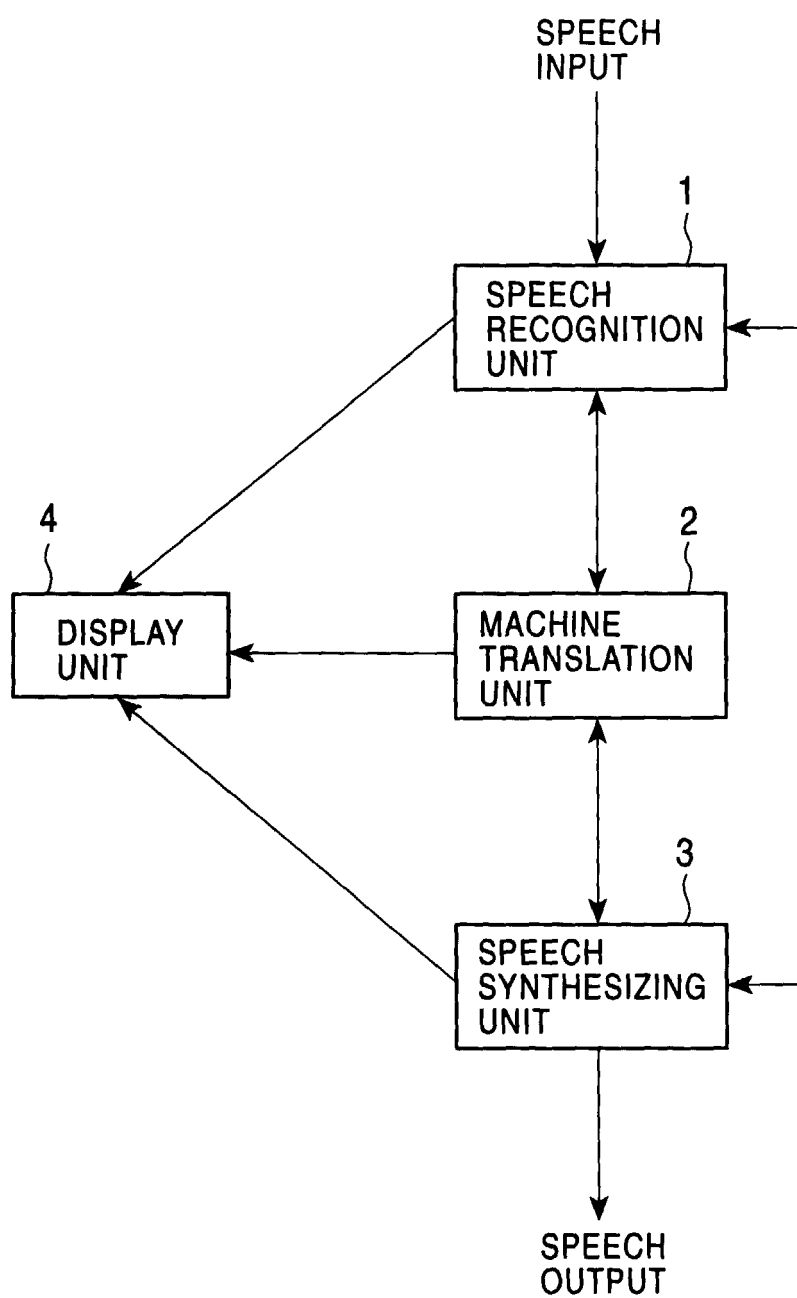 SPEECH
INPUT
1
SPEECH
RECOGNITION
UNIT
4
DISPLAY
UNIT
2
MACHINE
TRANSLATION
UNIT
3
SPEECH
SYNTHESIZING
UNIT
SPEECH
OUTPUT